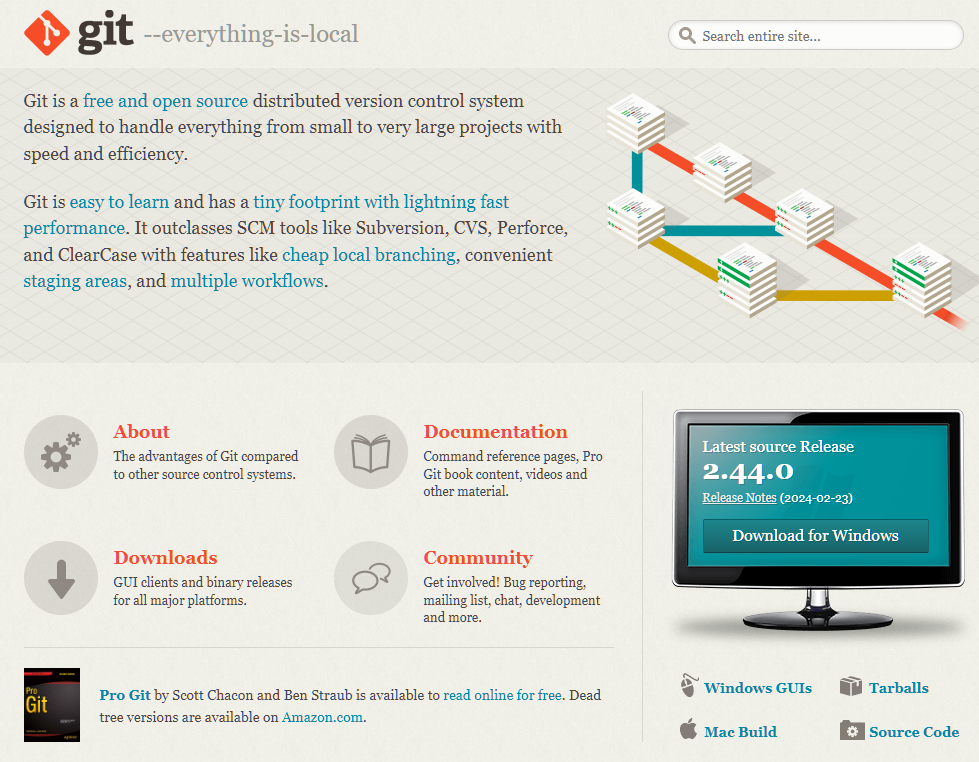 git --everything-is-local
Search entire site...
Git is a free and open source distributed version control system
designed to handle everything from small to very large projects with
speed and efficiency.
Git is easy to learn and has a tiny footprint with lightning fast
performance. It outclasses SCM tools like Subversion, CVS, Perforce,
and ClearCase with features like cheap local branching, convenient
staging areas, and multiple workflows.
About
The advantages of Git compared
to other source control systems.
Documentation
Command reference pages, Pro
Git book content, videos and
other material.
Downloads
GUI clients and binary releases
for all major platforms.
Community
Get involved! Bug reporting,
mailing list, chat, development
and more.
Pro
Git
Pro Git by Scott Chacon and Ben Straub is available to read online for free. Dead
tree versions are available on Amazon.com.
Latest source Release
2.44.0
Release Notes (2024-02-23)
Download for Windows
Windows GUIs
Tarballs
Mac Build
Source Code